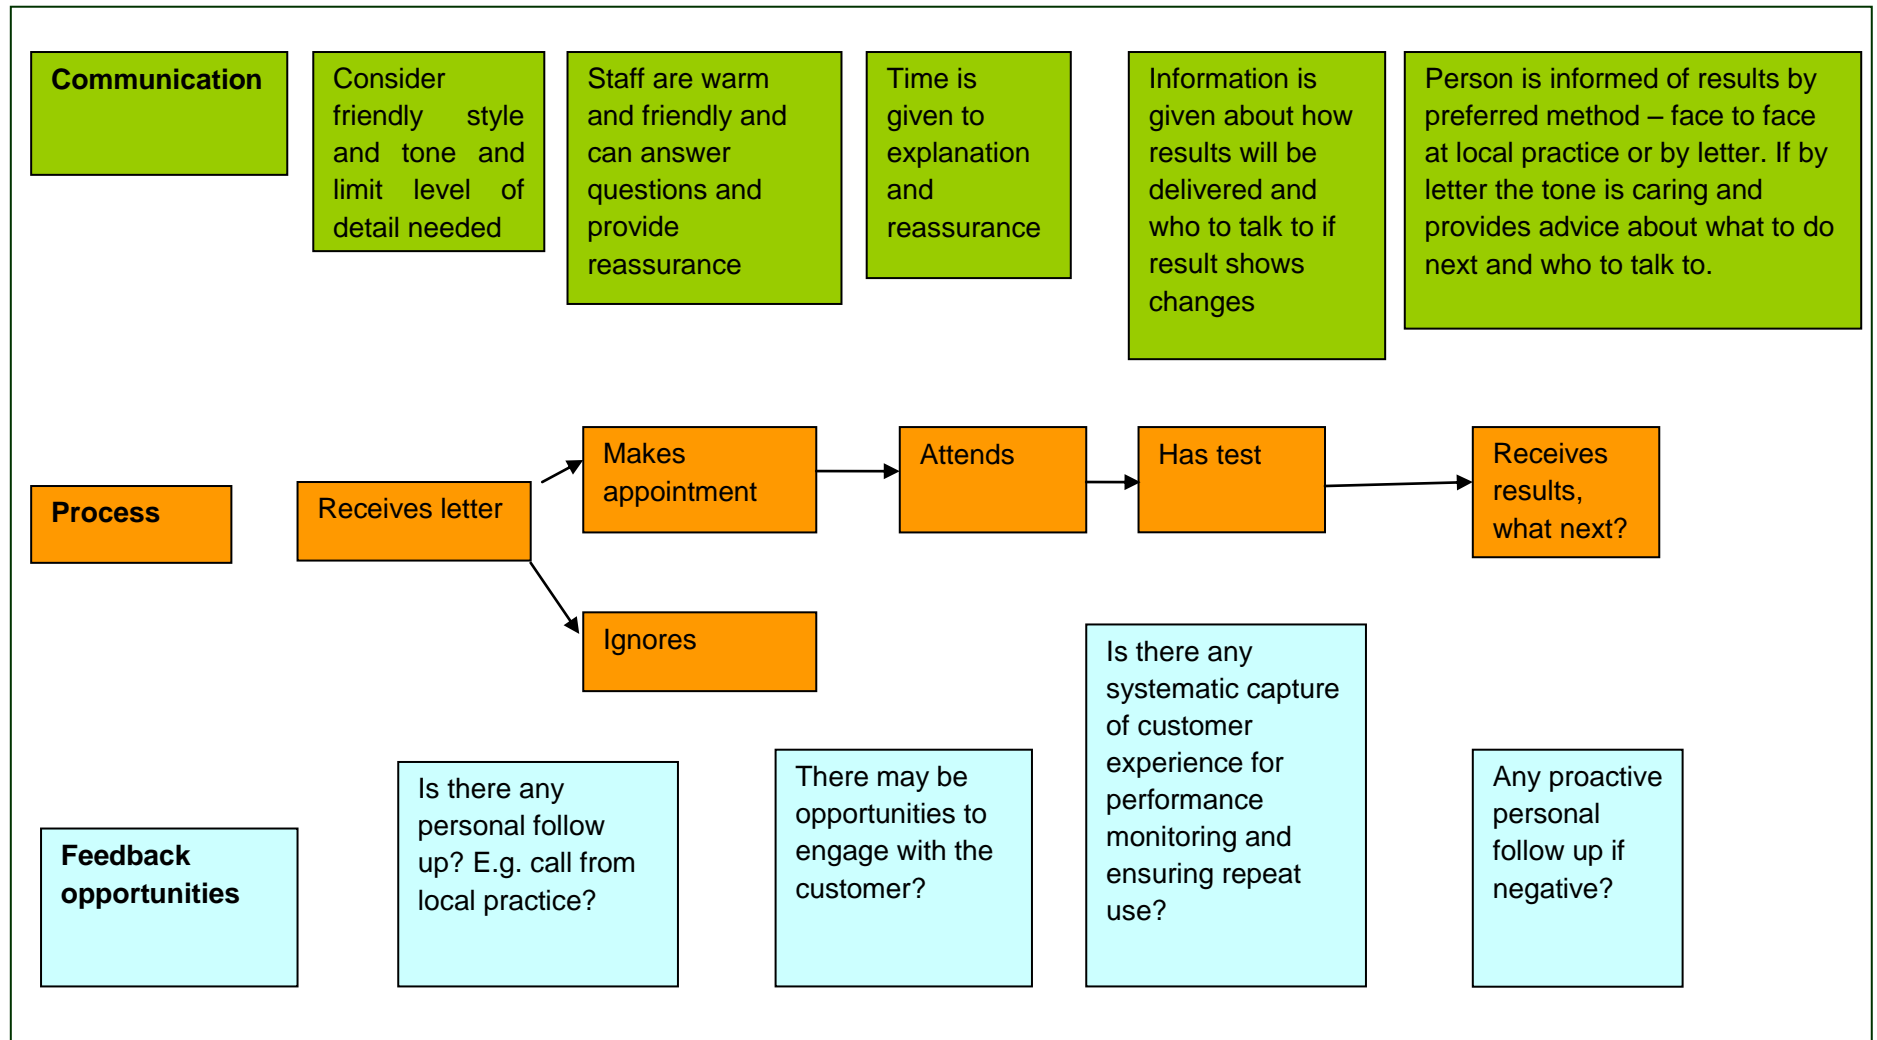 Communication
Consider
friendly style
and tone and
limit level of
detail needed
Staff are warm
and friendly and
can answer
questions and
provide
reassurance
Time is
given to
explanation
and
reassurance
Information is
given about how
results will be
delivered and
who to talk to if
result shows
changes
Person is informed of results by
preferred method – face to face
at local practice or by letter. If by
letter the tone is caring and
provides advice about what to do
next and who to talk to.
Process
Receives letter
Makes
appointment
Ignores
Attends
Has test
Receives
results,
what next?
Feedback
opportunities
Is there any
personal follow
up? E.g. call from
local practice?
There may be
opportunities to
engage with the
customer?
Is there any
systematic capture
of customer
experience for
performance
monitoring and
ensuring repeat
use?
Any proactive
personal
follow up if
negative?